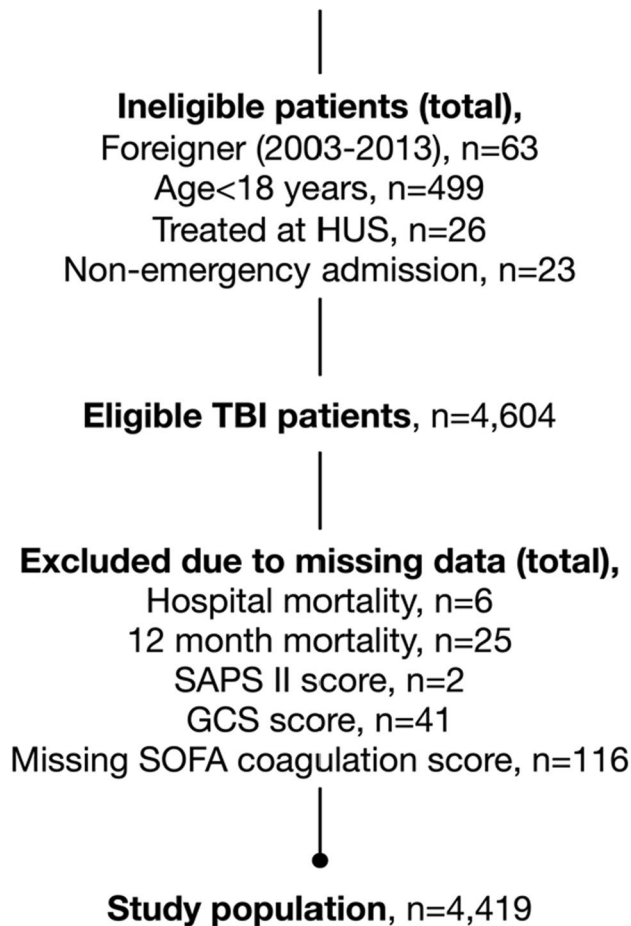 Ineligible patients (total),
Foreigner (2003-2013), n=63
Age<18 years, n=499
Treated at HUS, n=26
Non-emergency admission, n=23
Eligible TBI patients, n=4,604
Excluded due to missing data (total),
Hospital mortality, n=6
12 month mortality, n=25
SAPS II score, n=2
GCS score, n=41
Missing SOFA coagulation score, n=116
Study population, n=4,419